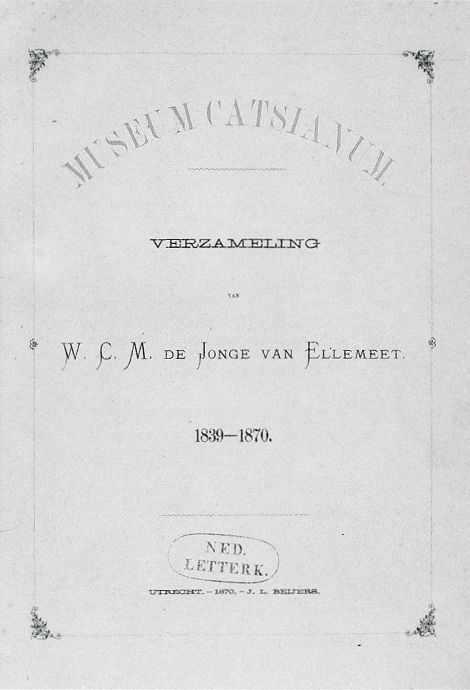 MUSEUM CATSIANUM.
VERZAMELING
VAN
W. C. M. DE JONGE VAN ELLEMEET.
1839—1870.
NED.
LETTERK.
UTRECHT. – 1870. – J. L. BEIJERS.